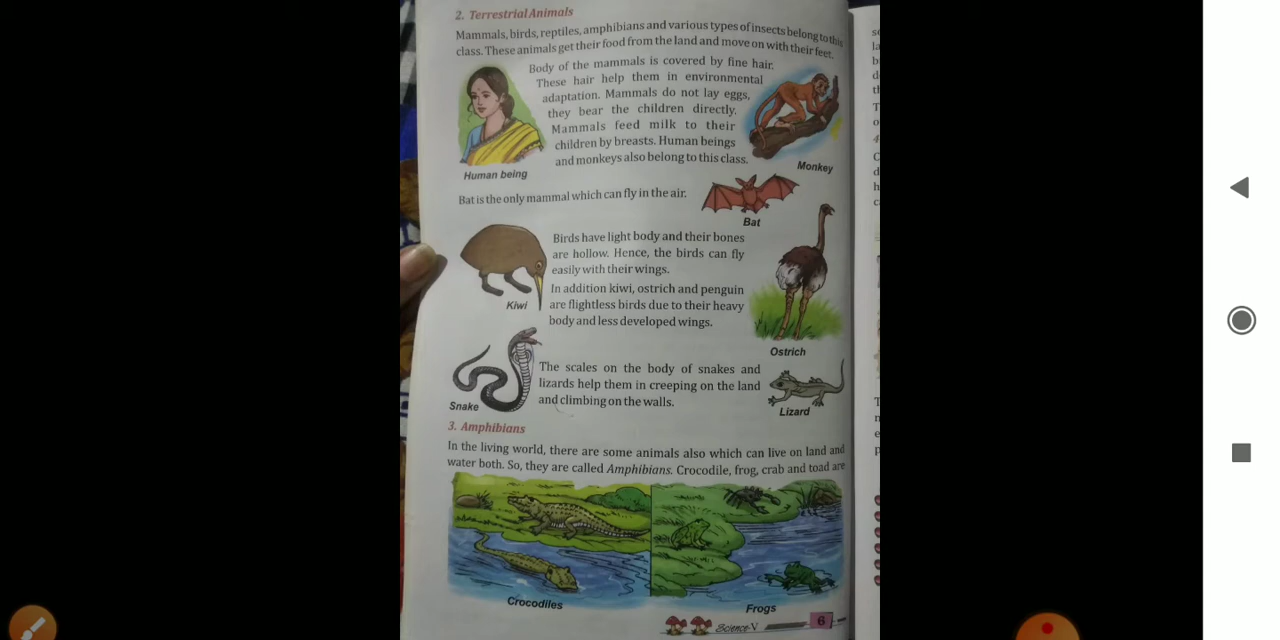 2. Terrestrial Animals
Mammals, birds, reptiles, amphibians and various types of insects belong to this
class. These animals get their food from the land and move on with their feet.
Body of the mammals is covered by fine hair.
These hair help them in environmental
adaptation. Mammals do not lay eggs,
they bear the children directly.
Mammals feed milk to their
children by breasts. Human beings
and monkeys also belong to this class.
Human being
Monkey
Bat is the only mammal which can fly in the air.
Bat
Birds have light body and their bones
are hollow. Hence, the birds can fly
easily with their wings.
Kiwi
In addition kiwi, ostrich and penguin
are flightless birds due to their heavy
body and less developed wings.
Ostrich
The scales on the body of snakes and
lizards help them in creeping on the land
and climbing on the walls.
Snake
Lizard
3. Amphibians
In the living world, there are some animals also which can live on land and
water both. So, they are called Amphibians. Crocodile, frog, crab and toad are
Crocodiles
Frogs
Science-V
6